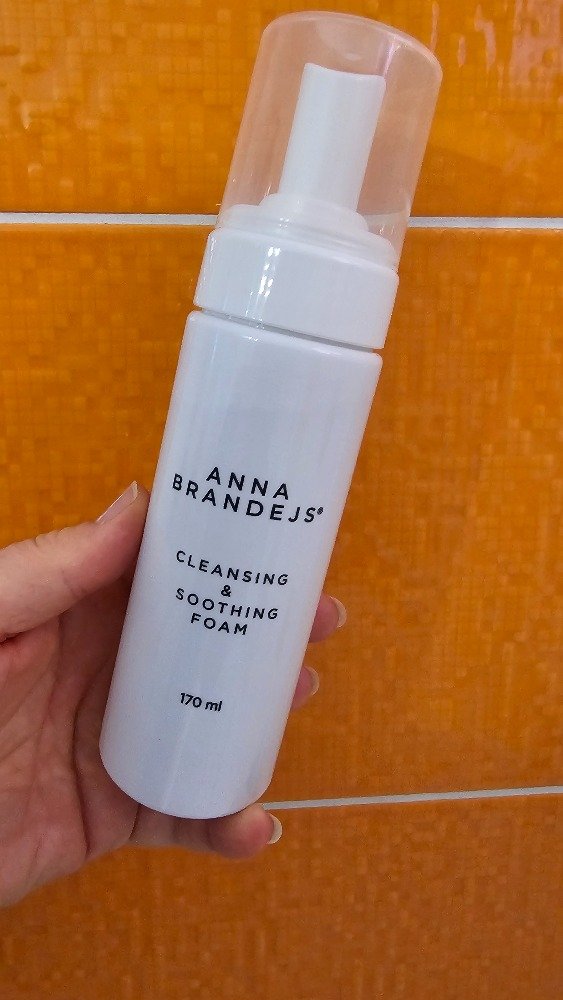 ANNA
BRANDEJS®
CLEANSING
&
SOOTHING
FOAM
170 ml